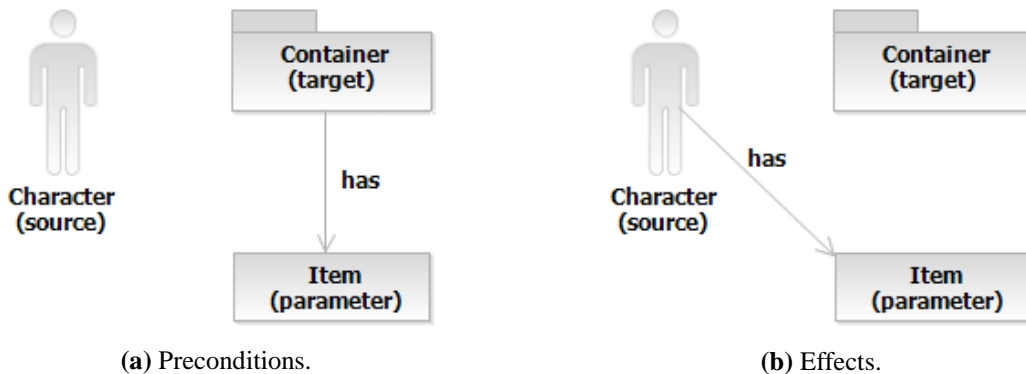 Container
(target)
has
Character
(source)
Item
(parameter)
(a) Preconditions.
Container
(target)
has
Character
(source)
Item
(parameter)
(b) Effects.